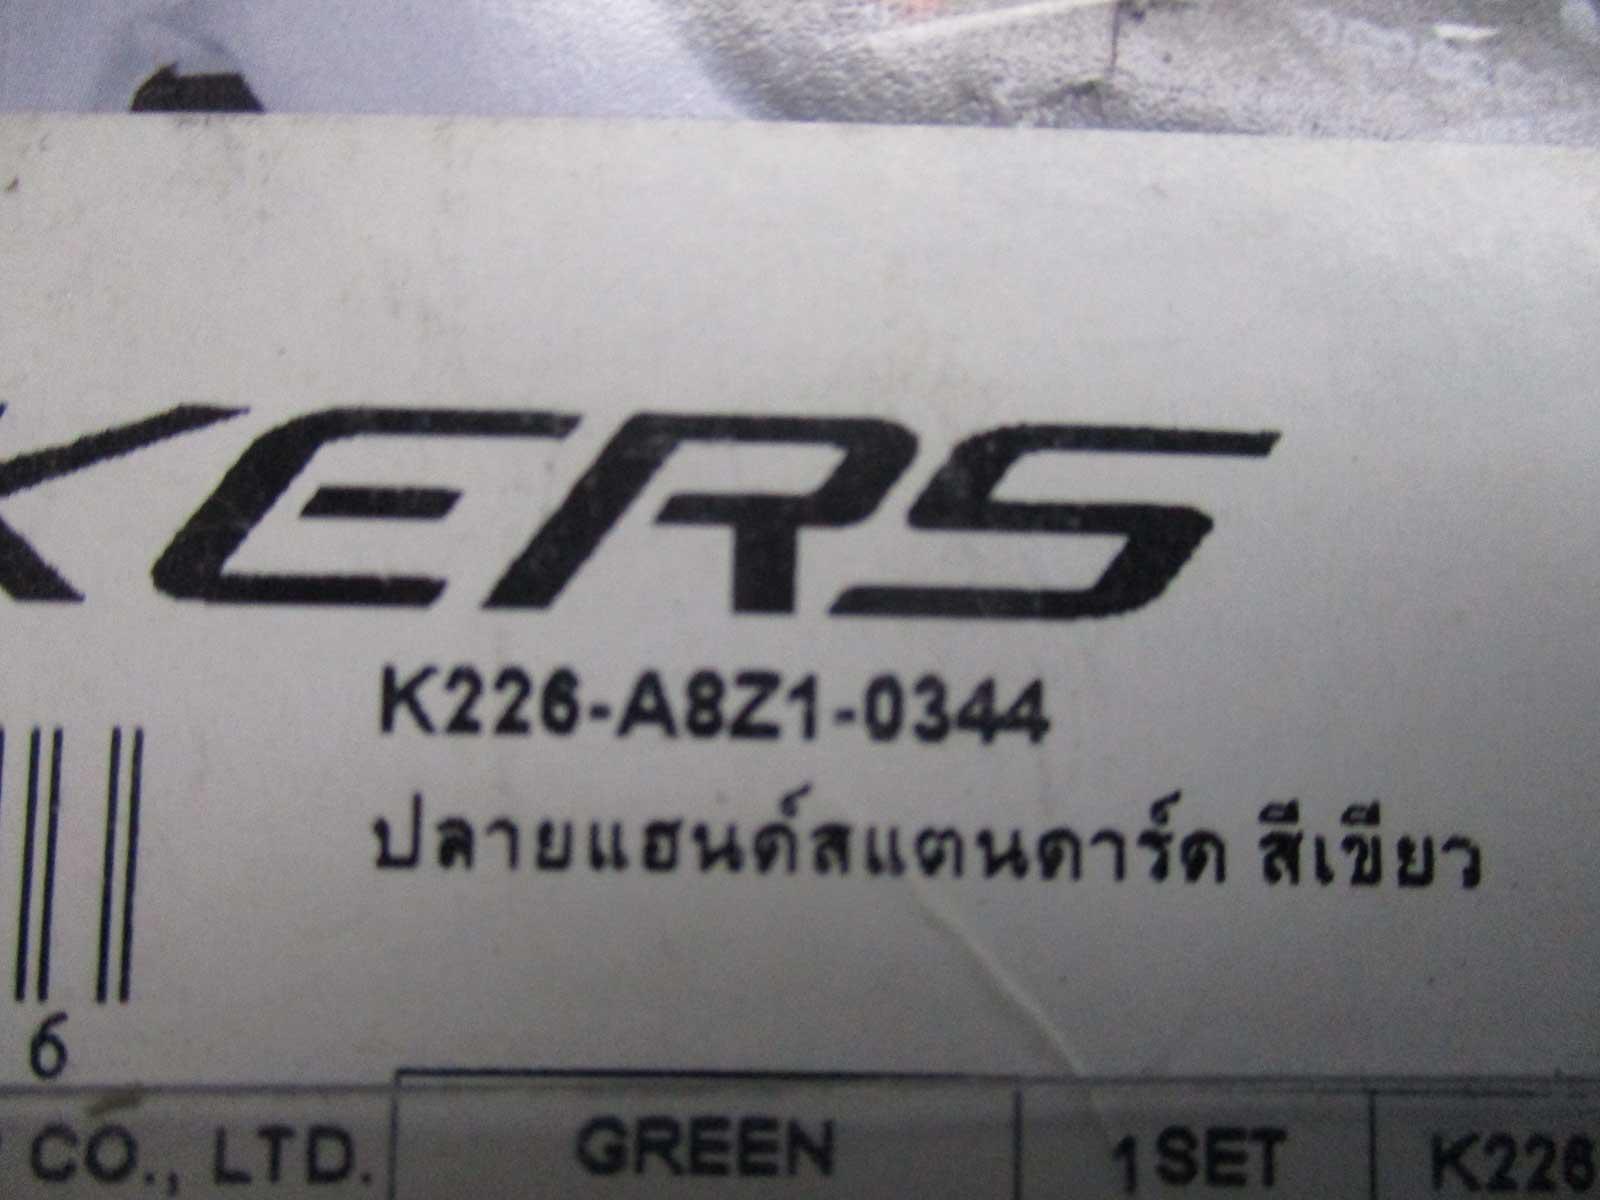 KERS
K226-A8Z1-0344
ปลายแฮนด์สแตนดาร์ด สีเขียว
6
CO., LTD. GREEN 1SET K226